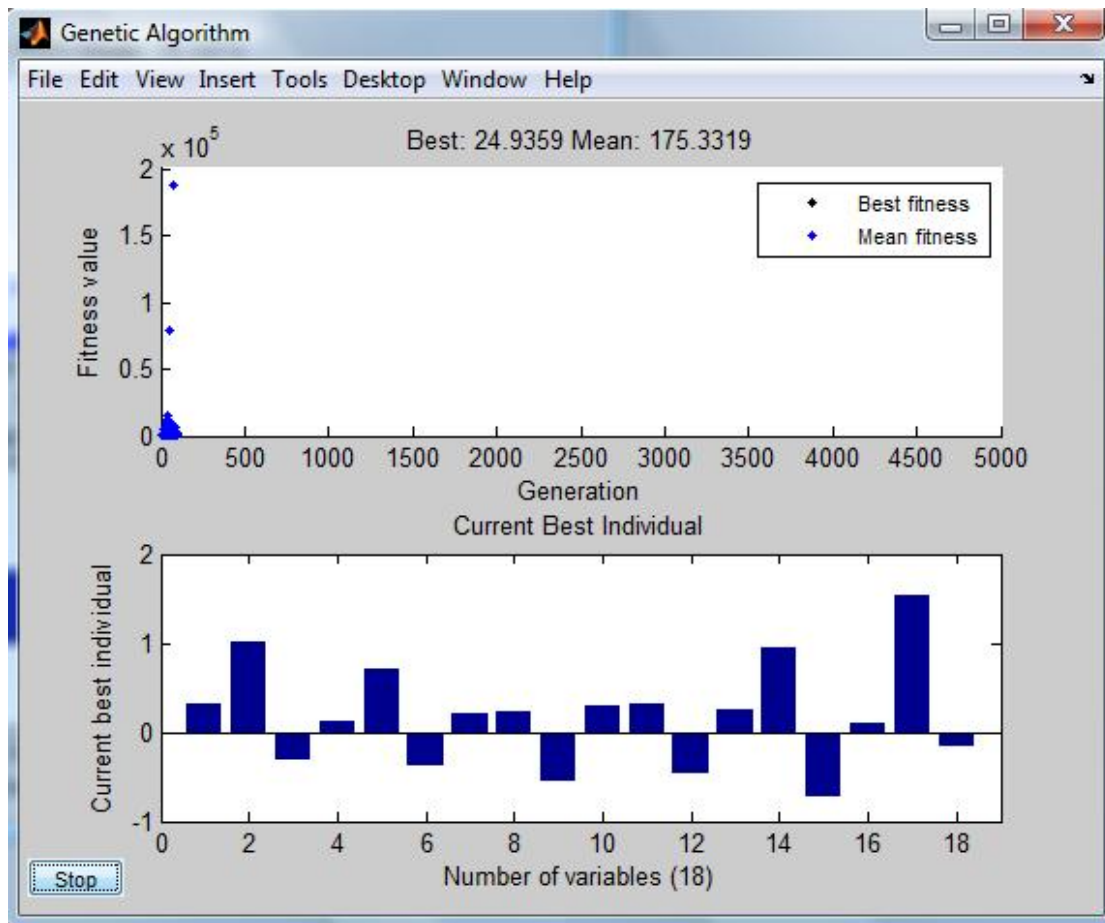 Genetic Algorithm
File Edit View Insert Tools Desktop Window Help
Best: 24.9359 Mean: 175.3319
x 10^5
2
1.5
1
0.5
0
Fitness value
Best fitness
Mean fitness
0 500 1000 1500 2000 2500 3000 3500 4000 4500 5000
Generation
Current Best Individual
2
1
0
-1
Current best individual
0 2 4 6 8 10 12 14 16 18
Number of variables (18)
Stop